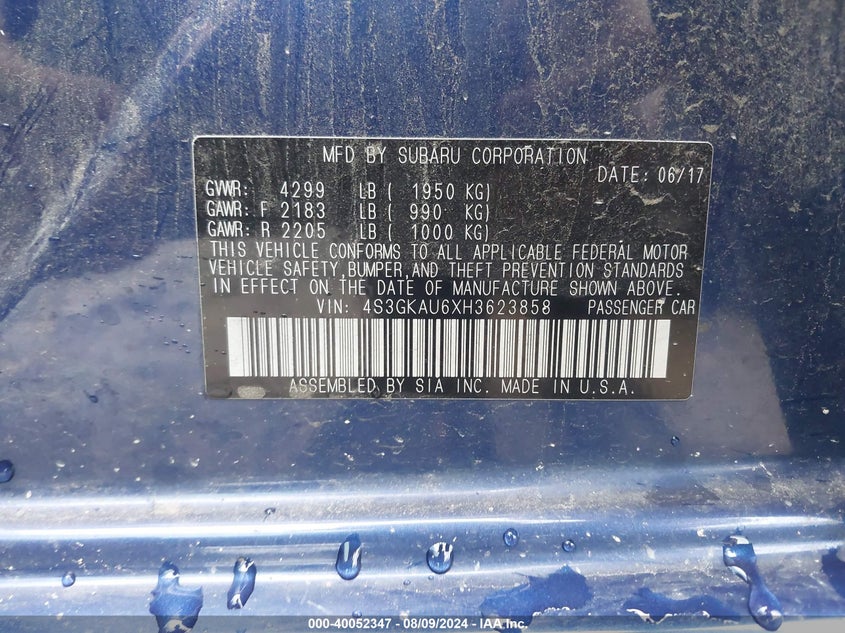 MFD BY SUBARU CORPORATION
DATE: 06/17
GVWR: 4299 LB ( 1950 KG)
GAWR: F 2183 LB ( 990 KG)
GAWR: R 2205 LB ( 1000 KG)
THIS VEHICLE CONFORMS TO ALL APPLICABLE FEDERAL MOTOR
VEHICLE SAFETY,BUMPER,AND THEFT PREVENTION STANDARDS
IN EFFECT ON THE DATE OF MANUFACTURE SHOWN ABOVE.
VIN: 4S3GKAU6XH3623858 PASSENGER CAR
ASSEMBLED BY SIA INC. MADE IN U.S.A.
000-40052347 - 08/09/2024 - IAA Inc.